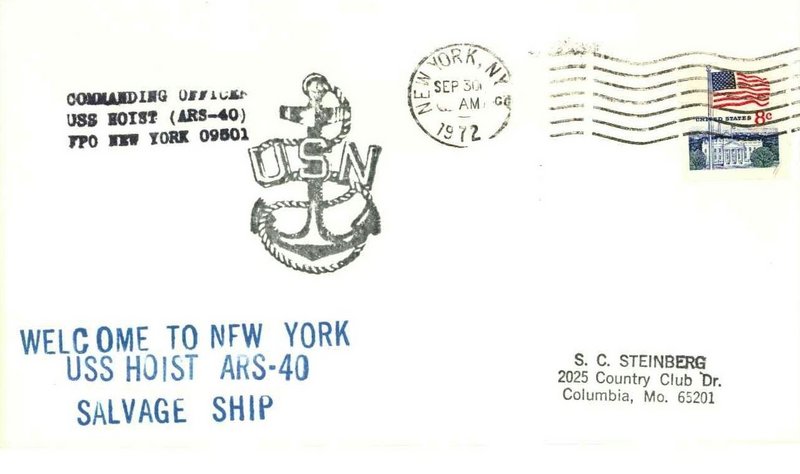 COMMANDING OFFICER
USS HOIST (ARS-40)
FPO NEW YORK 09501
USN
NEW YORK, NY
SEP 30
AM
1972
UNITED STATES 8c
WELCOME TO NEW YORK
USS HOIST ARS-40
SALVAGE SHIP
S. C. STEINBERG
2025 Country Club Dr.
Columbia, Mo. 65201